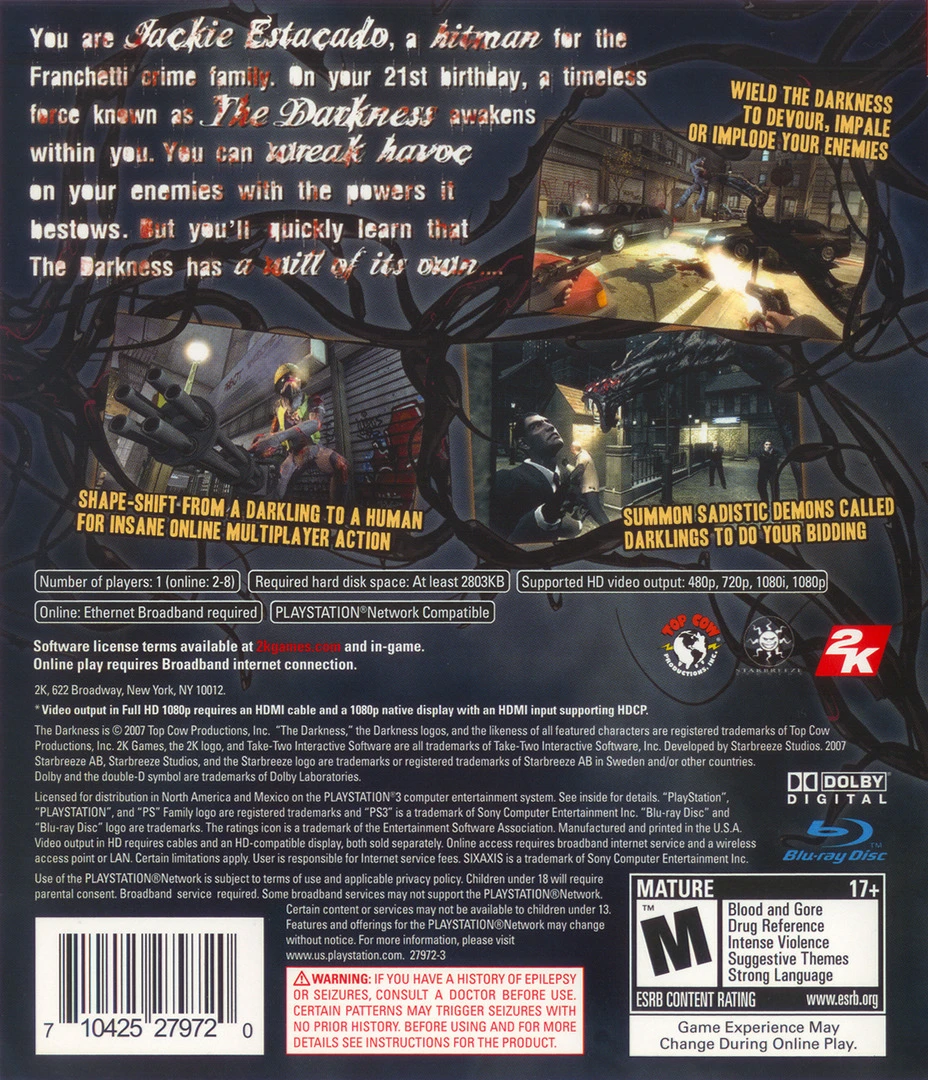 You are Jackie Estacado, a hitman for the
Franchetti crime family. On your 21st birthday, a timeless
force known as The Darkness awakens
within you. You can wreak havoc
on your enemies with the powers it
bestows. But you'll quickly learn that
The Darkness has a will of its own....
WIELD THE DARKNESS
TO DEVOUR, IMPALE
OR IMPLODE YOUR ENEMIES
SHAPE-SHIFT FROM A DARKLING TO A HUMAN
FOR INSANE ONLINE MULTIPLAYER ACTION
SUMMON SADISTIC DEMONS CALLED
DARKLINGS TO DO YOUR BIDDING
Number of players: 1 (online: 2-8)
Required hard disk space: At least 2803KB
Supported HD video output: 480p, 720p, 1080i, 1080p
Online: Ethernet Broadband required
PLAYSTATION®Network Compatible
Software license terms available at 2kgames.com and in-game.
Online play requires Broadband internet connection.
TOP COW
PRODUCTIONS, INC.
STARBREEZE
2K
2K, 622 Broadway, New York, NY 10012.
*Video output in Full HD 1080p requires an HDMI cable and a 1080p native display with an HDMI input supporting HDCP.
The Darkness is © 2007 Top Cow Productions, Inc. "The Darkness," the Darkness logos, and the likeness of all featured characters are registered trademarks of Top Cow
Productions, Inc. 2K Games, the 2K logo, and Take-Two Interactive Software are all trademarks of Take-Two Interactive Software, Inc. Developed by Starbreeze Studios. 2007
Starbreeze AB, Starbreeze Studios, and the Starbreeze logo are trademarks or registered trademarks of Starbreeze AB in Sweden and/or other countries.
Dolby and the double-D symbol are trademarks of Dolby Laboratories.
Licensed for distribution in North America and Mexico on the PLAYSTATION®3 computer entertainment system. See inside for details. "PlayStation",
"PLAYSTATION", and "PS" Family logo are registered trademarks and "PS3" is a trademark of Sony Computer Entertainment Inc. "Blu-ray Disc" and
"Blu-ray Disc" logo are trademarks. The ratings icon is a trademark of the Entertainment Software Association. Manufactured and printed in the U.S.A.
Video output in HD requires cables and an HD-compatible display, both sold separately. Online access requires broadband internet service and a wireless
access point or LAN. Certain limitations apply. User is responsible for Internet service fees. SIXAXIS is a trademark of Sony Computer Entertainment Inc.
Use of the PLAYSTATION®Network is subject to terms of use and applicable privacy policy. Children under 18 will require
parental consent. Broadband service required. Some broadband services may not support the PLAYSTATION®Network.
Certain content or services may not be available to children under 13.
Features and offerings for the PLAYSTATION®Network may change
without notice. For more information, please visit
www.us.playstation.com. 27972-3
DOLBY
DIGITAL
Blu-ray Disc™
7 10425 27972 0
⚠WARNING: IF YOU HAVE A HISTORY OF EPILEPSY
OR SEIZURES, CONSULT A DOCTOR BEFORE USE.
CERTAIN PATTERNS MAY TRIGGER SEIZURES WITH
NO PRIOR HISTORY. BEFORE USING AND FOR MORE
DETAILS SEE INSTRUCTIONS FOR THE PRODUCT.
MATURE 17+
M
Blood and Gore
Drug Reference
Intense Violence
Suggestive Themes
Strong Language
ESRB CONTENT RATING www.esrb.org
Game Experience May
Change During Online Play.